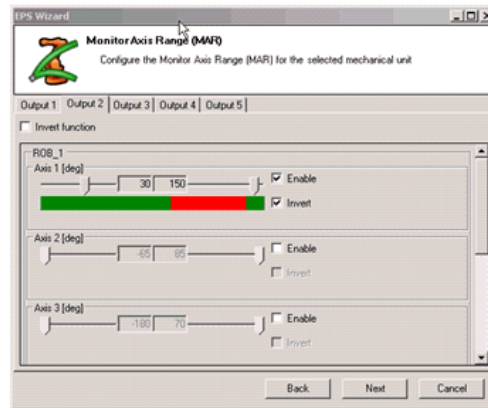 EPS Wizard
Monitor Axis Range (MAR)
Configure the Monitor Axis Range (MAR) for the selected mechanical unit
Output 1 Output 2 Output 3 Output 4 Output 5
Invert function
ROB_1
Axis 1 [deg]
30 150 Enable
Invert
Axis 2 [deg]
-65 85 Enable
Invert
Axis 3 [deg]
-180 70 Enable
Invert
Back Next Cancel